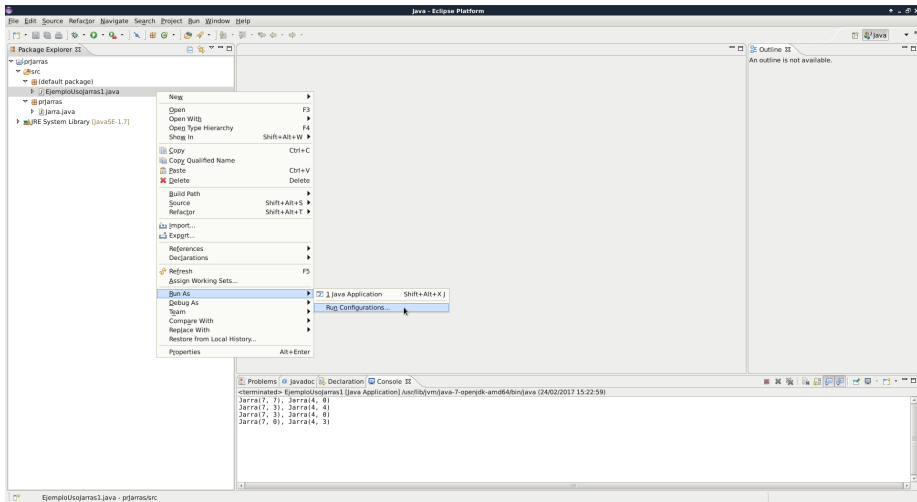 Java - Eclipse Platform
File Edit Source Refactor Navigate Search Project Run Window Help
Java
Package Explorer
Outline
prJarras
An outline is not available.
src
(default package)
EjemploUsoJarras1.java
prJarras
Jarra.java
JRE System Library [JavaSE-1.7]
New
Open F3
Open With
Open Type Hierarchy F4
Show In Shift+Alt+W
Copy Ctrl+C
Copy Qualified Name
Paste Ctrl+V
Delete Delete
Build Path
Source Shift+Alt+S
Refactor Shift+Alt+T
Import...
Export...
References
Declarations
Refresh F5
Assign Working Sets...
Run As
1 Java Application Shift+Alt+X J
Debug As
Run Configurations...
Team
Compare With
Replace With
Restore from Local History...
Properties Alt+Enter
Problems Javadoc Declaration Console
<terminated> EjemploUsoJarras1 [Java Application] /usr/lib/jvm/java-7-openjdk-amd64/bin/java (24/02/2017 15:22:59)
Jarra(7, 7), Jarra(4, 0)
Jarra(7, 3), Jarra(4, 4)
Jarra(7, 3), Jarra(4, 0)
Jarra(7, 0), Jarra(4, 3)
EjemploUsoJarras1.java - prJarras/src